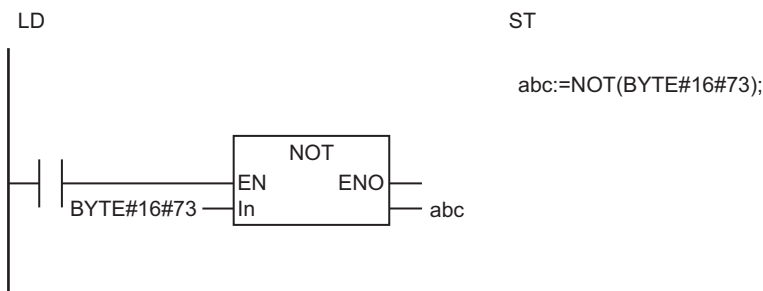 LD
ST
abc:=NOT(BYTE#16#73);
NOT
EN ENO
BYTE#16#73 In abc